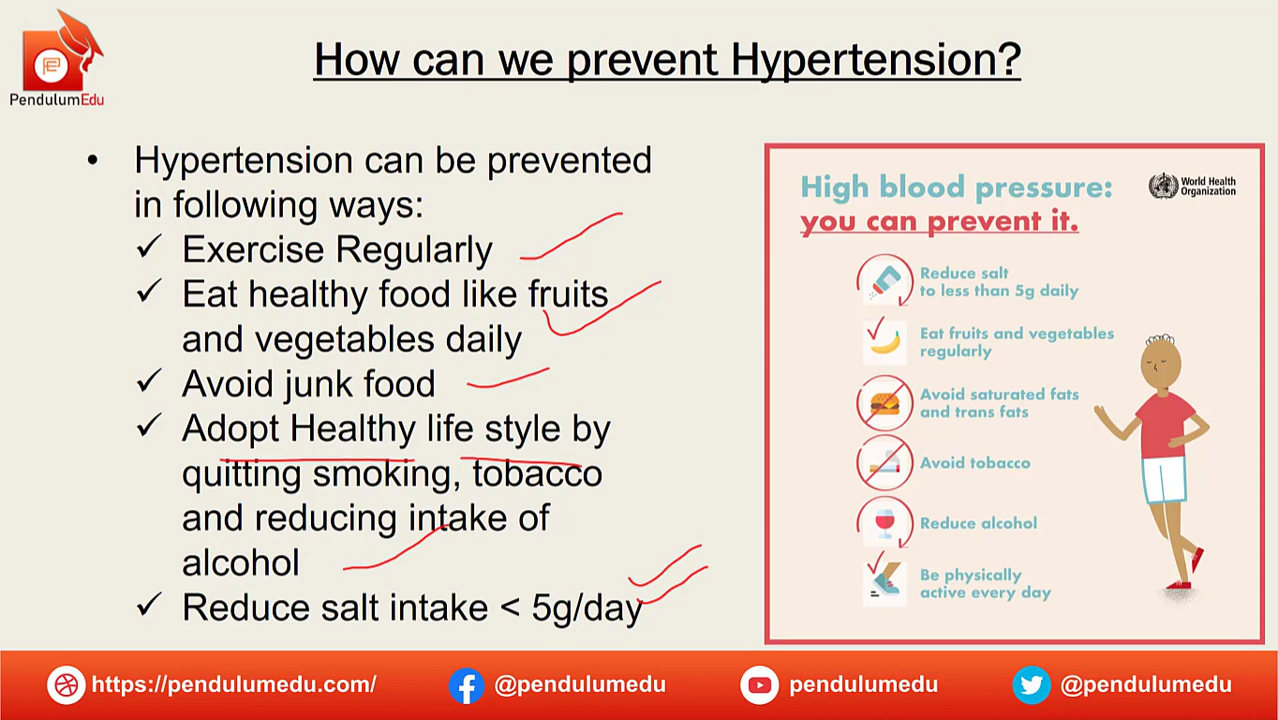 How can we prevent Hypertension?
PendulumEdu
• Hypertension can be prevented
in following ways:
✓ Exercise Regularly
✓ Eat healthy food like fruits
and vegetables daily
✓ Avoid junk food
✓ Adopt Healthy life style by
quitting smoking, tobacco
and reducing intake of
alcohol
✓ Reduce salt intake < 5g/day
High blood pressure:
you can prevent it.
World Health
Organization
Reduce salt
to less than 5g daily
Eat fruits and vegetables
regularly
Avoid saturated fats
and trans fats
Avoid tobacco
Reduce alcohol
Be physically
active every day
https://pendulumedu.com/
@pendulumedu
pendulumedu
@pendulumedu